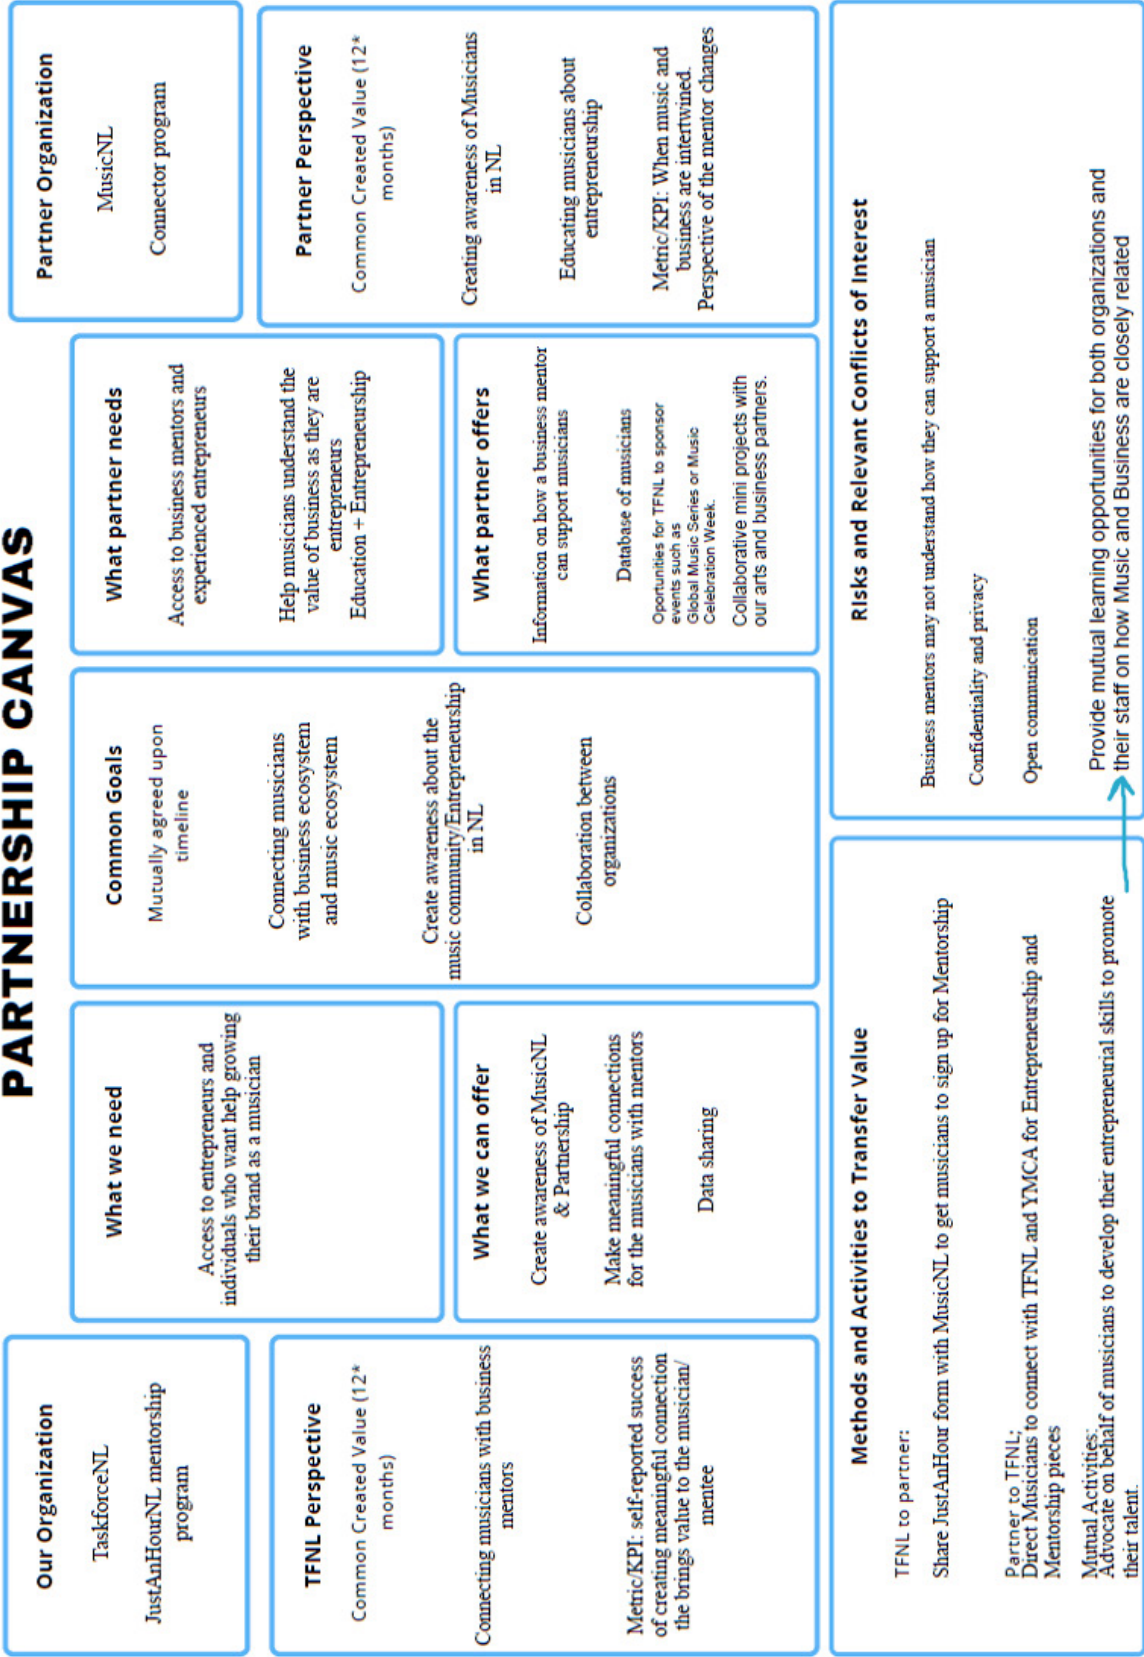 PARTNERSHIP CANVAS
Our Organization
TaskforceNL
JustAnHourNL mentorship
program
TFNL Perspective
Common Created Value (12*
months)
Connecting musicians with business
mentors
Metric/KPI: self-reported success
of creating meaningful connection
the brings value to the musician/
mentee
What we need
Access to entrepreneurs and
individuals who want help growing
their brand as a musician
What we can offer
Create awareness of MusicNL
& Partnership
Make meaningful connections
for the musicians with mentors
Data sharing
Common Goals
Mutually agreed upon
timeline
Connecting musicians
with business ecosystem
and music ecosystem
Create awareness about the
music community/Entrepreneurship
in NL
Collaboration between
organizations
What partner needs
Access to business mentors and
experienced entrepreneurs
Help musicians understand the
value of business as they are
entrepreneurs
Education + Entrepreneurship
What partner offers
Information on how a business mentor
can support musicians
Database of musicians
Oportunities for TFNL to sponsor
events such as
Global Music Series or Music
Celebration Week.
Collaborative mini projects with
our arts and business partners.
Partner Organization
MusicNL
Connector program
Partner Perspective
Common Created Value (12*
months)
Creating awareness of Musicians
in NL
Educating musicians about
entrepreneurship
Metric/KPI: When music and
business are intertwined.
Perspective of the mentor changes
Methods and Activities to Transfer Value
TFNL to partner:
Share JustAnHour form with MusicNL to get musicians to sign up for Mentorship
Partner to TFNL;
Direct Musicians to connect with TFNL and YMCA for Entrepreneurship and
Mentorship pieces
Mutual Activities:
Advocate on behalf of musicians to develop their entrepreneurial skills to promote
their talent.
Risks and Relevant Conflicts of Interest
Business mentors may not understand how they can support a musician
Confidentiality and privacy
Open communication
Provide mutual learning opportunities for both organizations and
their staff on how Music and Business are closely related